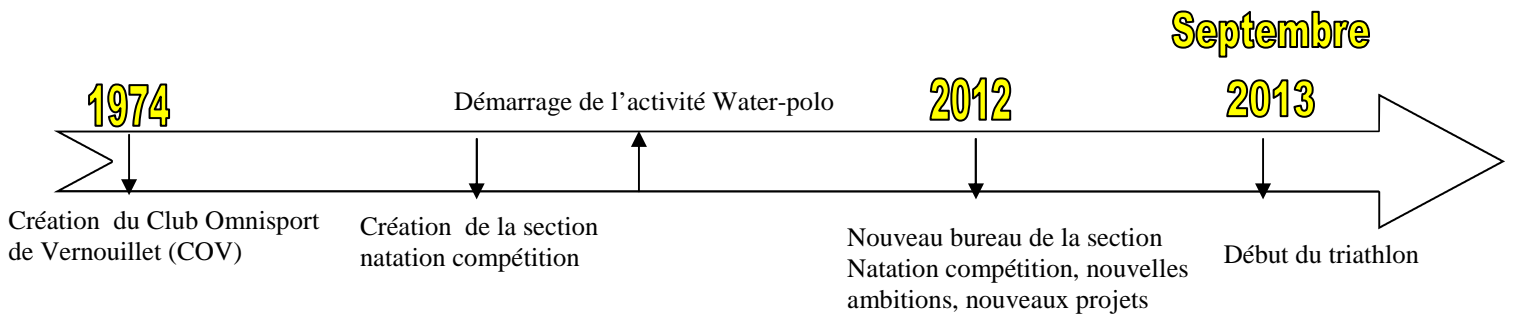 Septembre
1974
Démarrage de l’activité Water-polo
2012
2013
Création du Club Omnisport
de Vernouillet (COV)
Création de la section
natation compétition
Nouveau bureau de la section
Natation compétition, nouvelles
ambitions, nouveaux projets
Début du triathlon